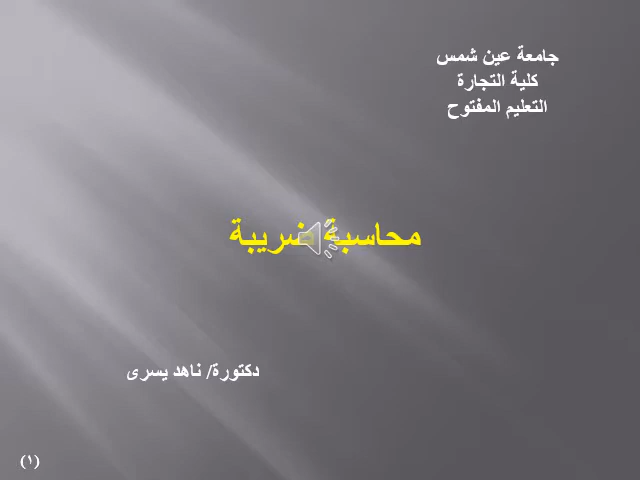 جامعة عين شمس
كلية التجارة
التعليم المفتوح
محاسبة ضريبة
دكتورة/ ناهد يسرى
(١)